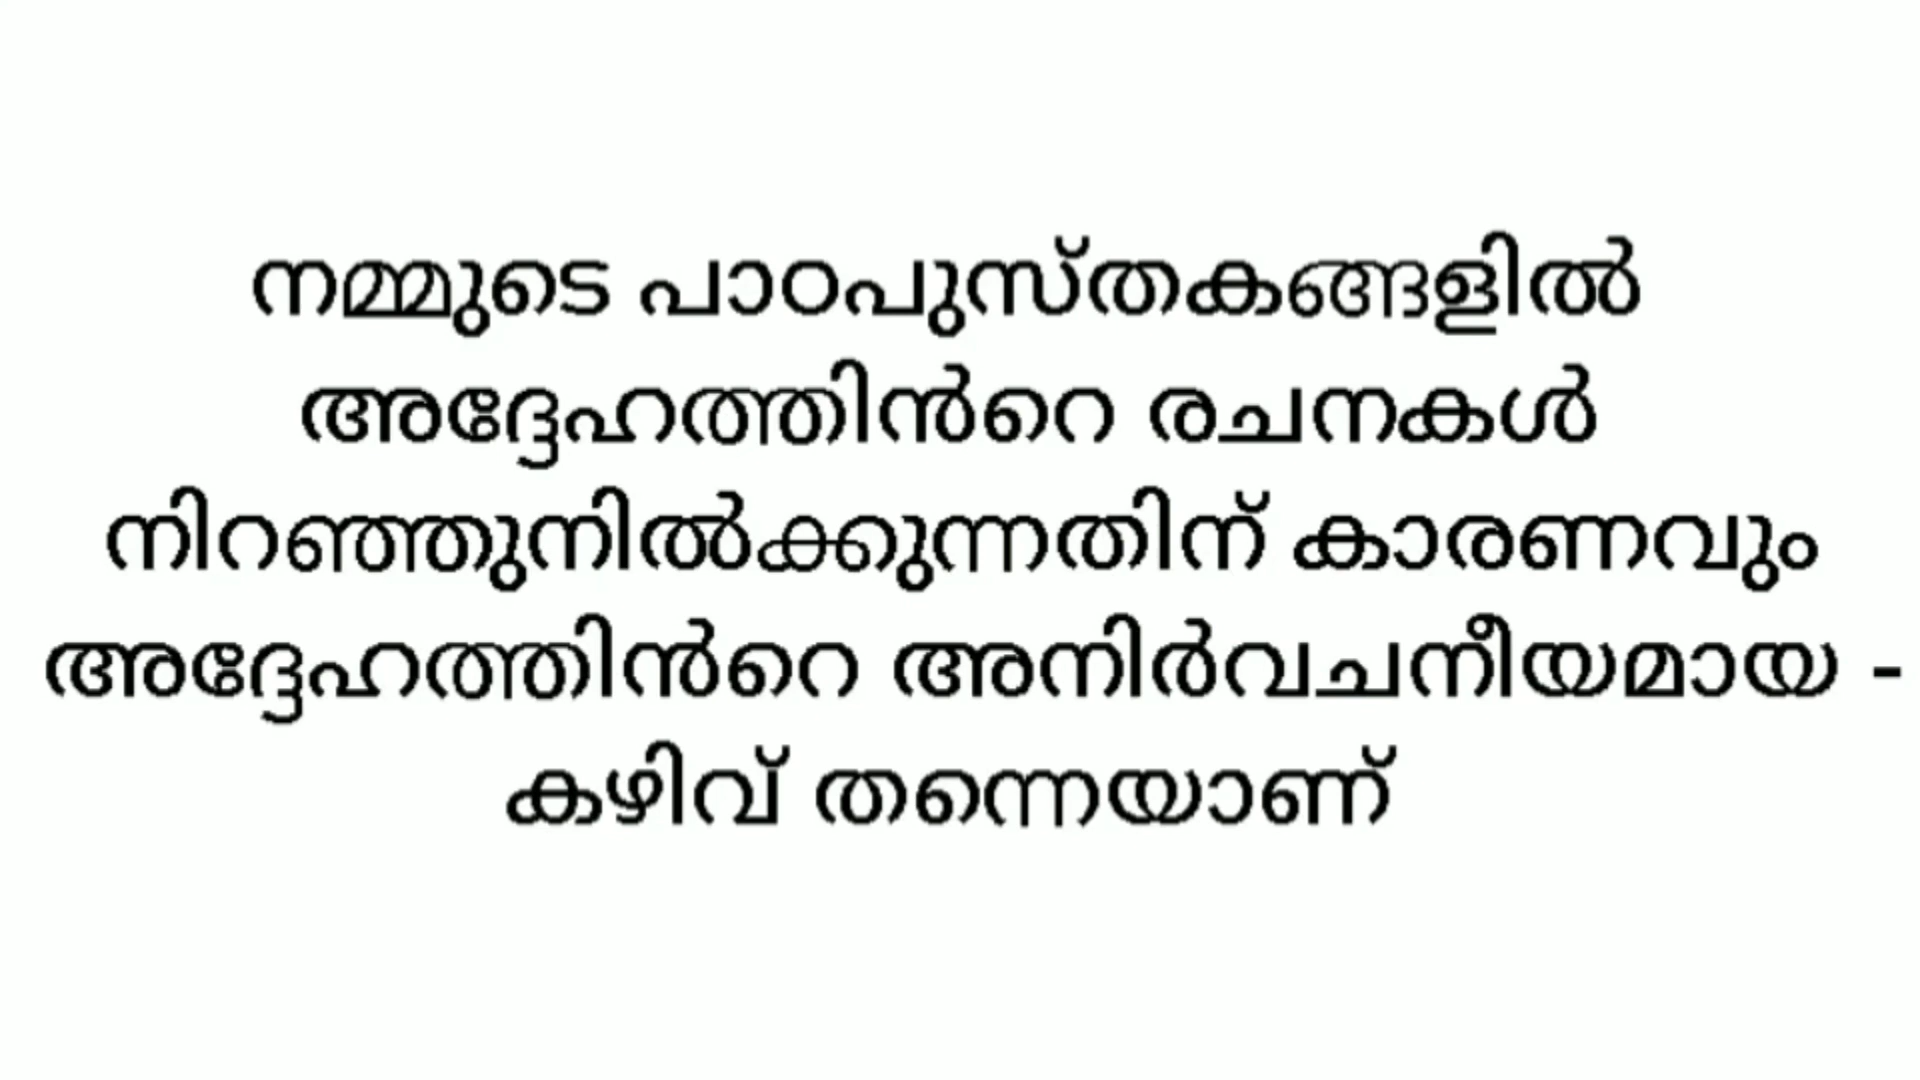 നമ്മുടെ പാഠപുസ്തകങ്ങളിൽ
അദ്ദേഹത്തിൻറെ രചനകൾ
നിറഞ്ഞുനിൽക്കുന്നതിന് കാരണവും
അദ്ദേഹത്തിൻറെ അനിർവചനീയമായ -
കഴിവ് തന്നെയാണ്